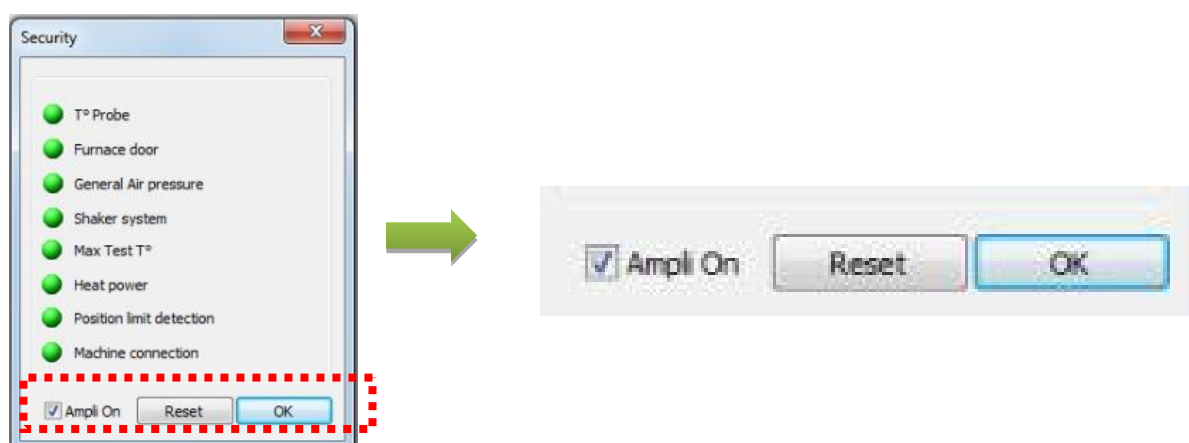 Security
T° Probe
Furnace door
General Air pressure
Shaker system
Max Test T°
Heat power
Position limit detection
Machine connection
Ampli On Reset OK
Ampli On Reset OK